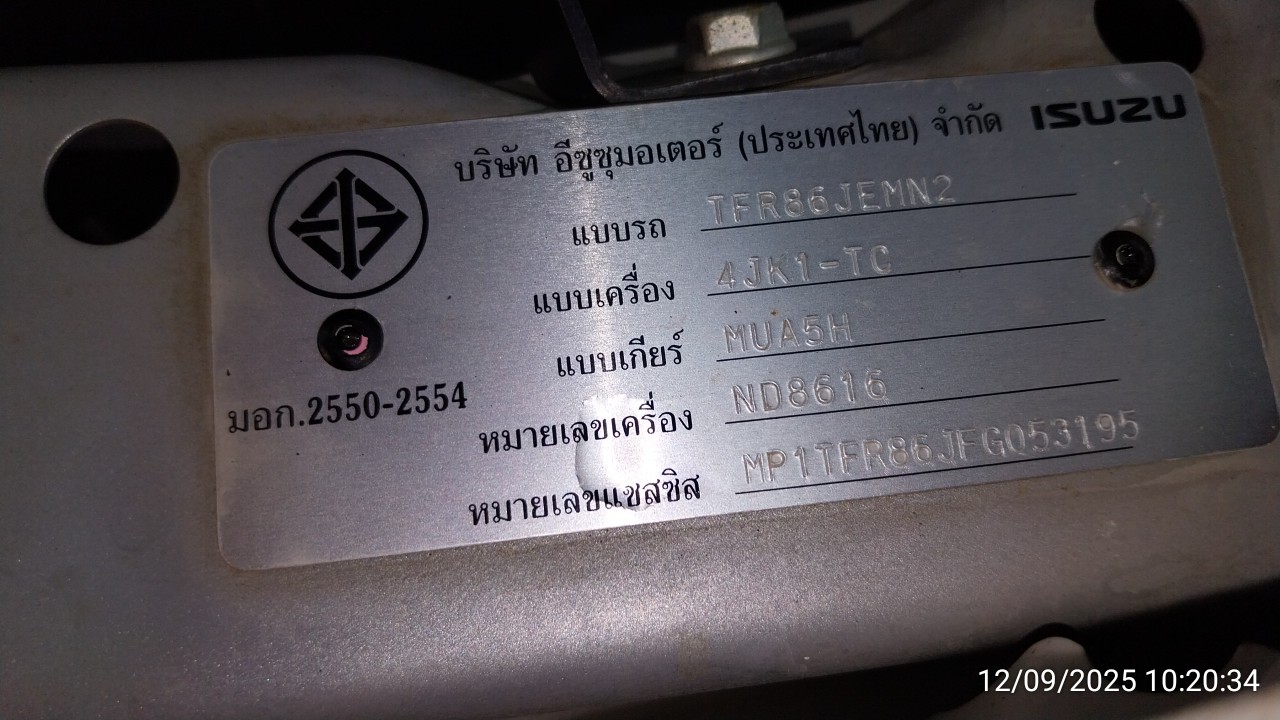 บริษัท อีซูซุมอเตอร์ (ประเทศไทย) จำกัด ISUZU
แบบรถ TFR86JEMN2
แบบเครื่อง 4JK1-TC
แบบเกียร์ MUA5H
มอก.2550-2554
หมายเลขเครื่อง ND8616
หมายเลขแชสซิส MP1TFR86JFG053195
12/09/2025 10:20:34